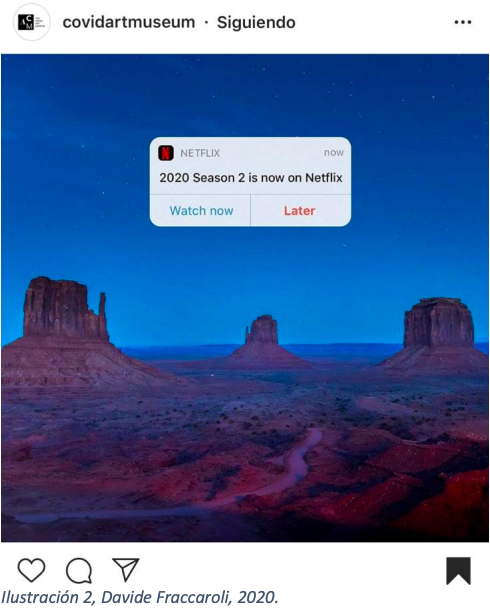 covidartmuseum · Siguiendo
NETFLIX now
2020 Season 2 is now on Netflix
Watch now Later
Ilustración 2, Davide Fraccaroli, 2020.